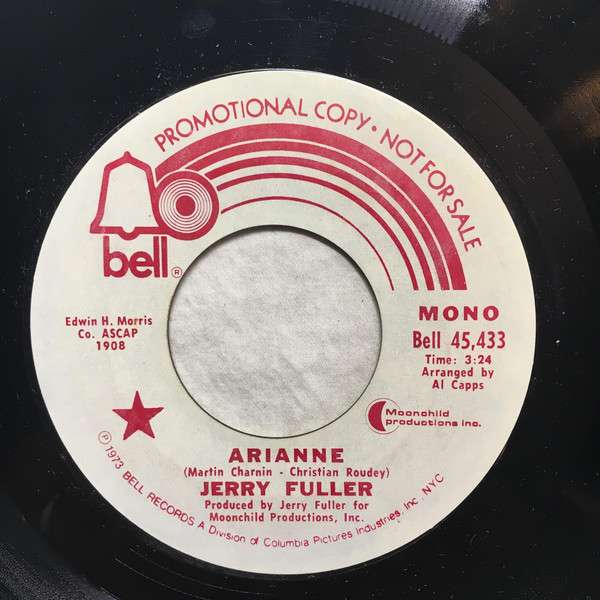 PROMOTIONAL COPY • NOT FOR SALE
bell®
Edwin H. Morris
Co. ASCAP
1908
MONO
Bell 45,433
Time: 3:24
Arranged by
Al Capps
Moonchild
productions inc.
ARIANNE
(Martin Charnin - Christian Roudey)
JERRY FULLER
Produced by Jerry Fuller for
Moonchild Productions, Inc.
℗ 1973 BELL RECORDS A Division of Columbia Pictures Industries, Inc., NYC